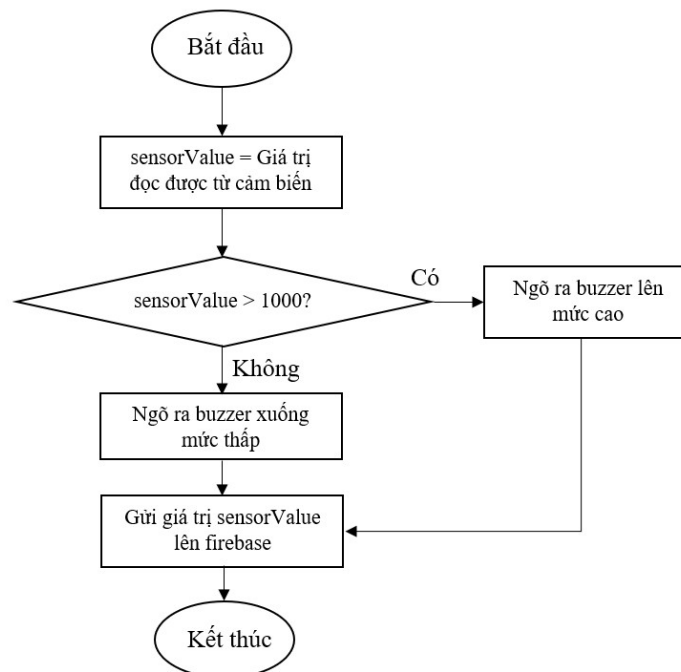 Bắt đầu
sensorValue = Giá trị
đọc được từ cảm biến
sensorValue > 1000?
Có
Ngõ ra buzzer lên
mức cao
Không
Ngõ ra buzzer xuống
mức thấp
Gửi giá trị sensorValue
lên firebase
Kết thúc